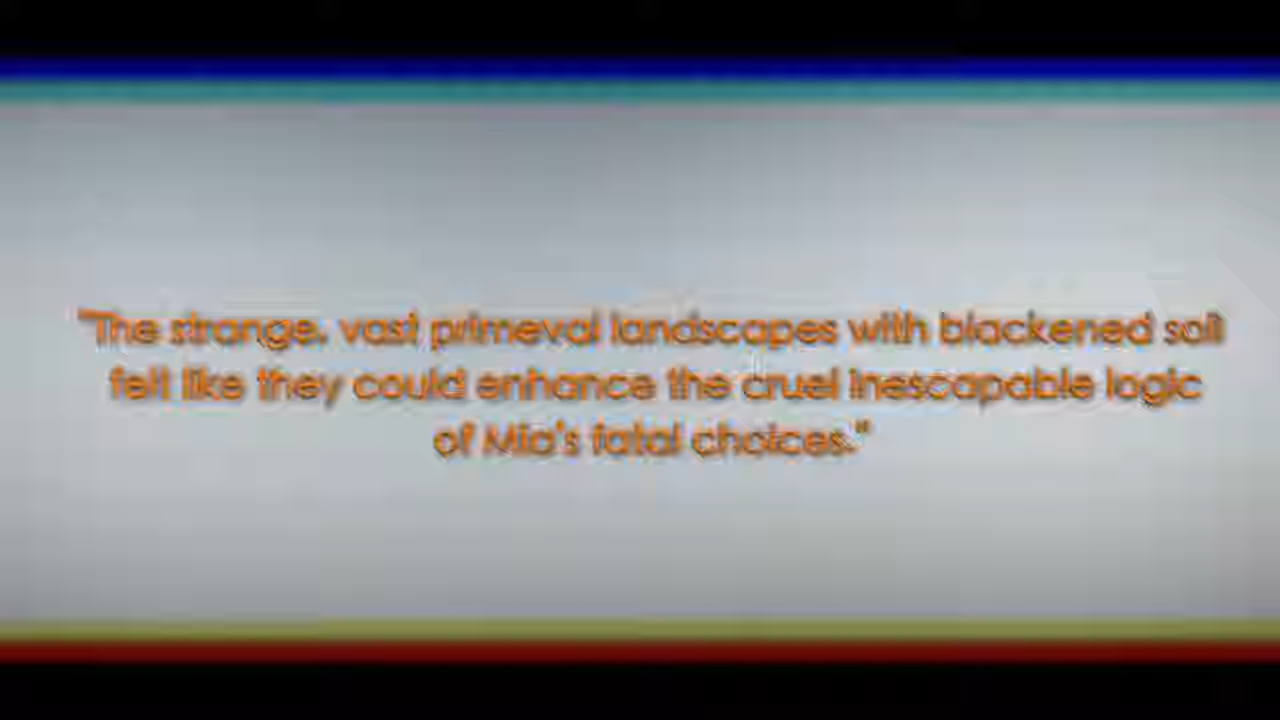 "The strange, vast primeval landscapes with blackened soil
felt like they could enhance the cruel inescapable logic
of Mia's fatal choices."